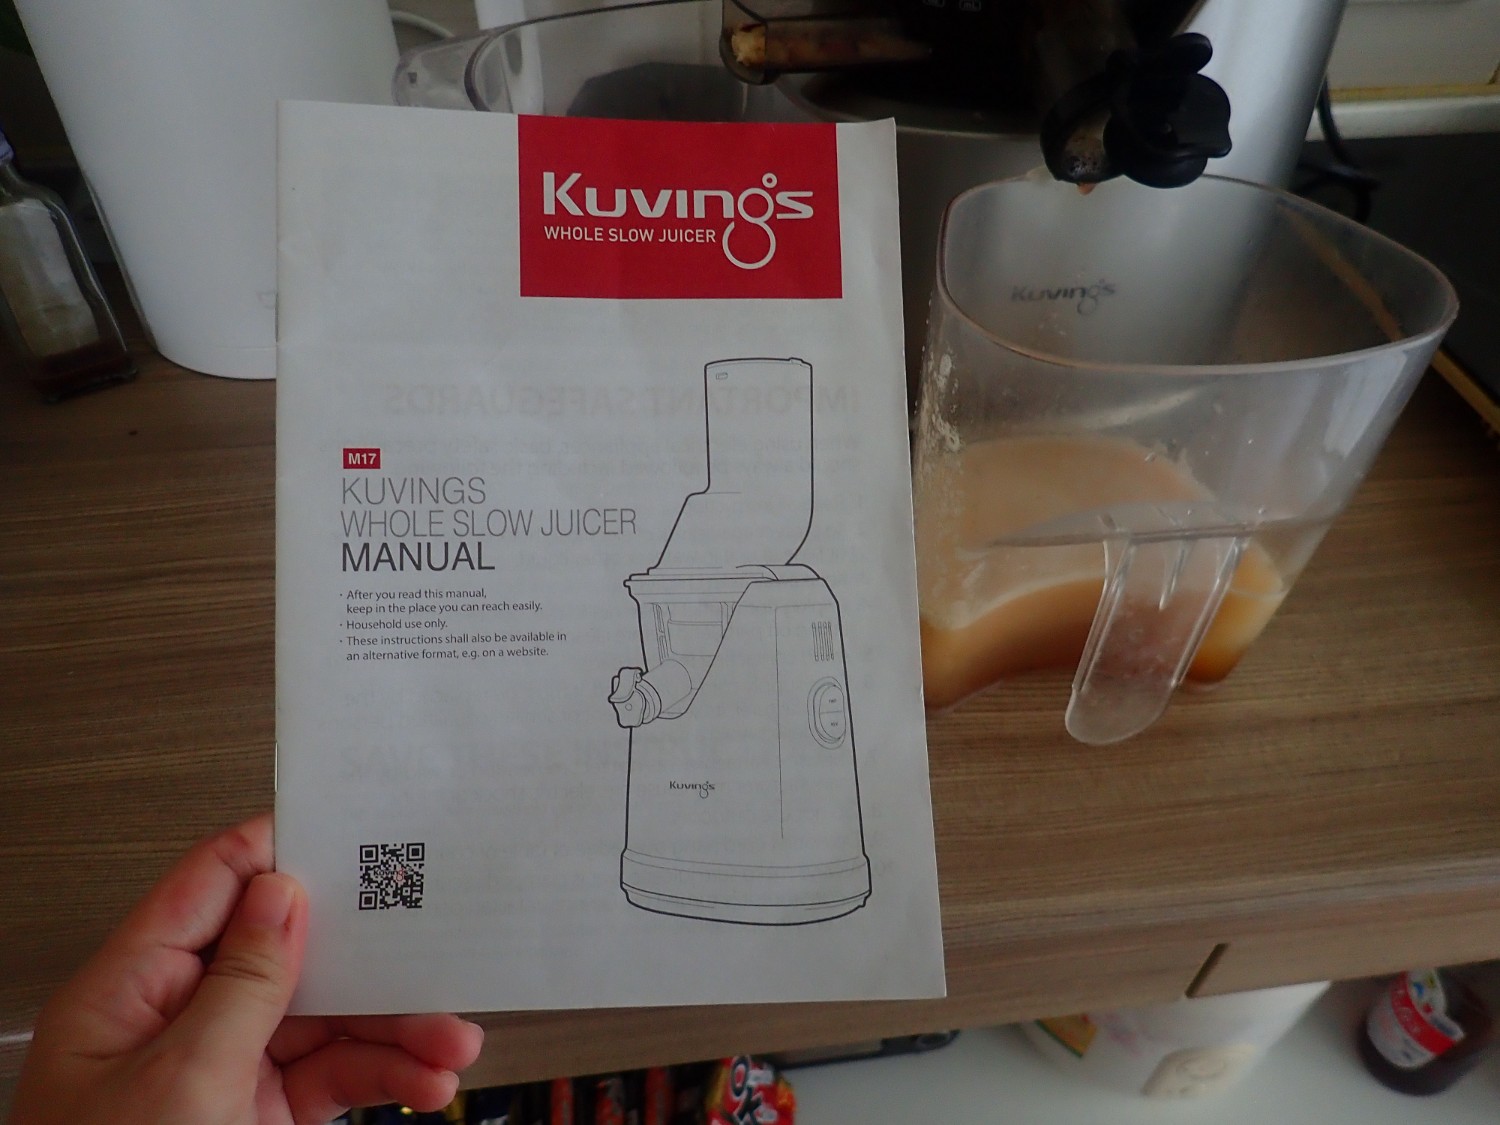 Kuvings
WHOLE SLOW JUICER
Kuvings
M17
KUVINGS
WHOLE SLOW JUICER
MANUAL
· After you read this manual,
keep in the place you can reach easily.
· Household use only.
· These instructions shall also be available in
an alternative format, e.g. on a website.
Kuvings
IMPORTANT SAFEGUARDS